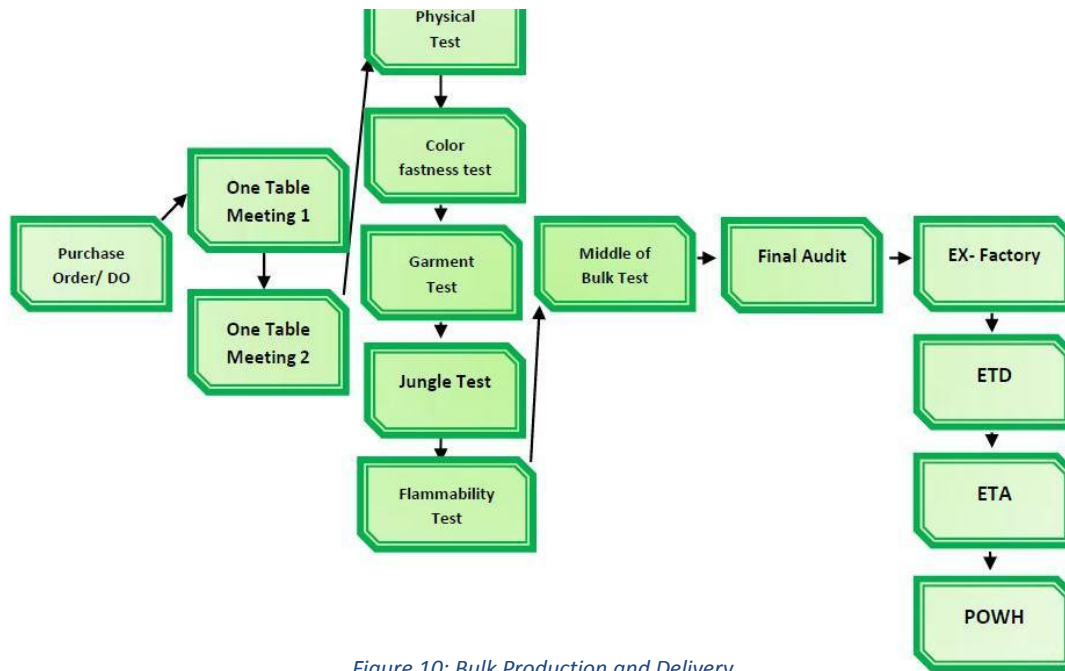 Purchase
Order/ DO
One Table
Meeting 1
One Table
Meeting 2
Physical
Test
Color
fastness test
Garment
Test
Jungle Test
Flammability
Test
Middle of
Bulk Test
Final Audit
EX- Factory
ETD
ETA
POWH
Figure 10: Bulk Production and Delivery